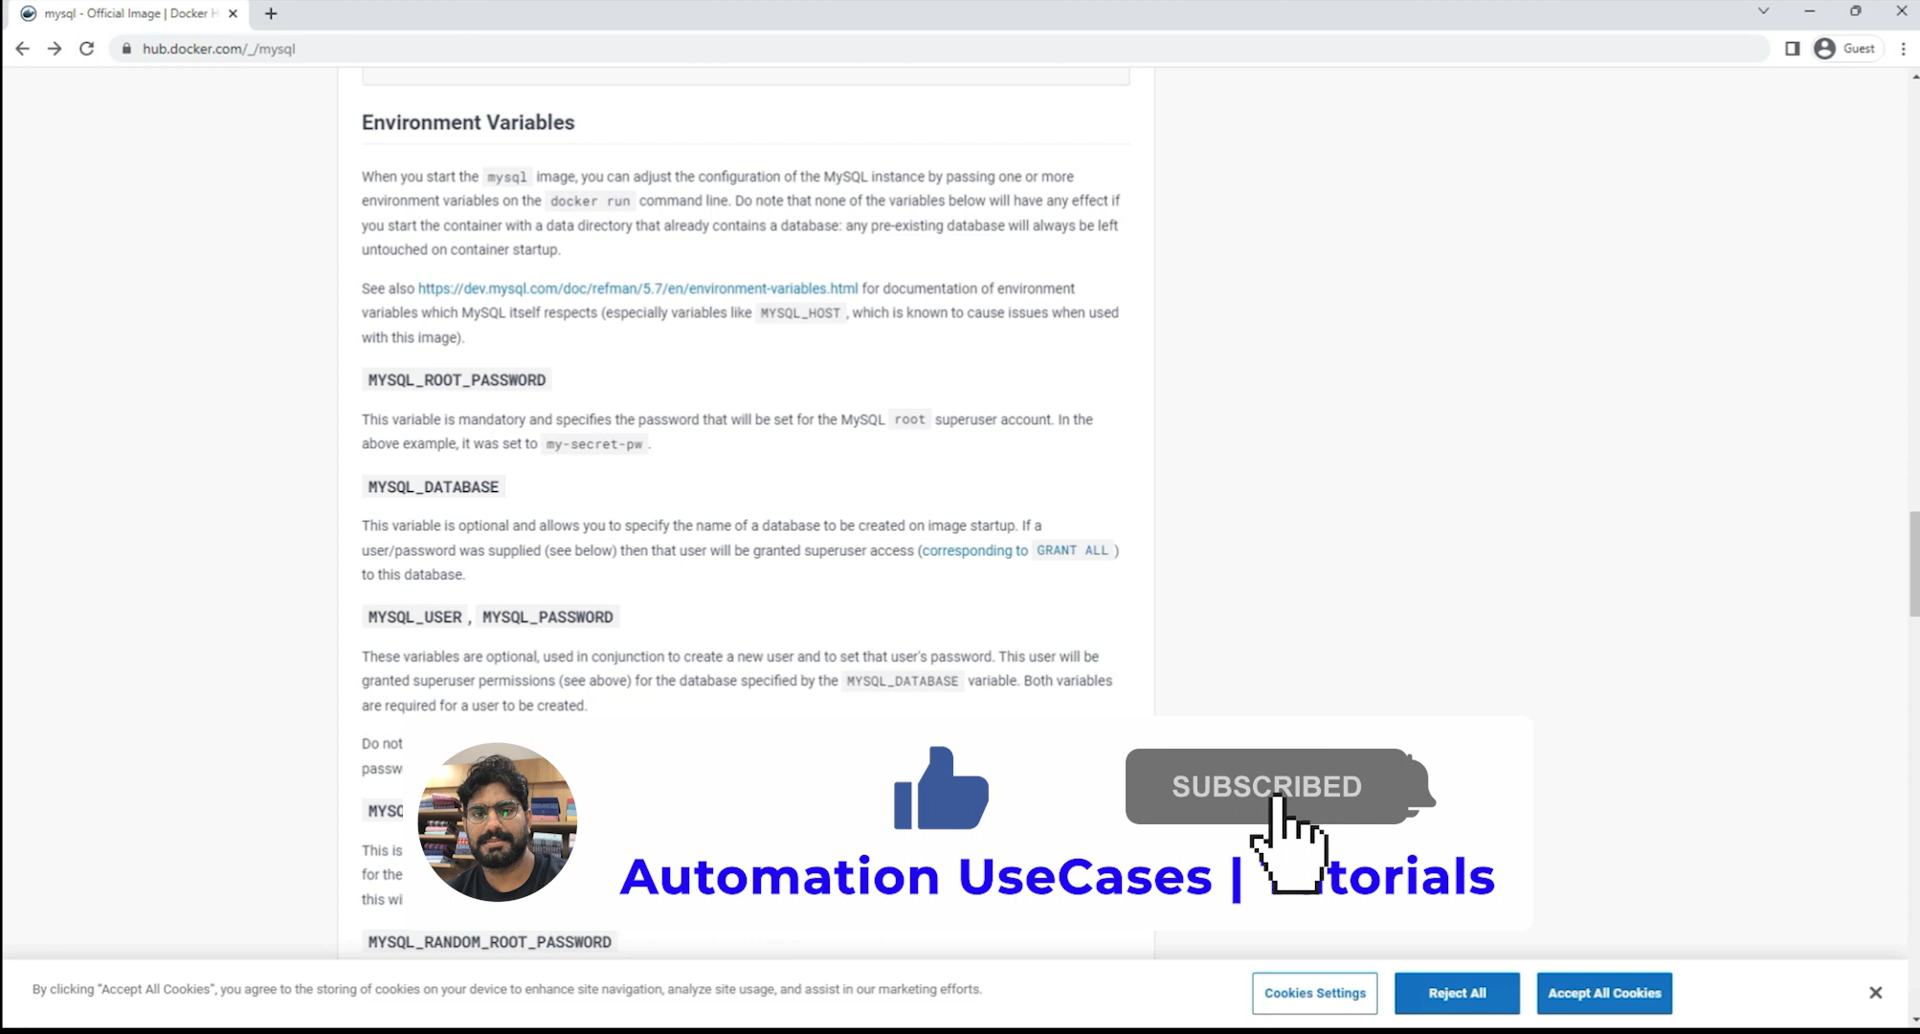 mysql - Official Image | Docker H
hub.docker.com/_/mysql
Guest
Environment Variables
When you start the mysql image, you can adjust the configuration of the MySQL instance by passing one or more
environment variables on the docker run command line. Do note that none of the variables below will have any effect if
you start the container with a data directory that already contains a database: any pre-existing database will always be left
untouched on container startup.
See also https://dev.mysql.com/doc/refman/5.7/en/environment-variables.html for documentation of environment
variables which MySQL itself respects (especially variables like MYSQL_HOST, which is known to cause issues when used
with this image).
MYSQL_ROOT_PASSWORD
This variable is mandatory and specifies the password that will be set for the MySQL root superuser account. In the
above example, it was set to my-secret-pw.
MYSQL_DATABASE
This variable is optional and allows you to specify the name of a database to be created on image startup. If a
user/password was supplied (see below) then that user will be granted superuser access (corresponding to GRANT ALL)
to this database.
MYSQL_USER, MYSQL_PASSWORD
These variables are optional, used in conjunction to create a new user and to set that user's password. This user will be
granted superuser permissions (see above) for the database specified by the MYSQL_DATABASE variable. Both variables
are required for a user to be created.
Do not
passw
MYSQ
This is
for the
this wi
SUBSCRIBED
Automation UseCases | utorials
MYSQL_RANDOM_ROOT_PASSWORD
By clicking "Accept All Cookies", you agree to the storing of cookies on your device to enhance site navigation, analyze site usage, and assist in our marketing efforts.
Cookies Settings
Reject All
Accept All Cookies